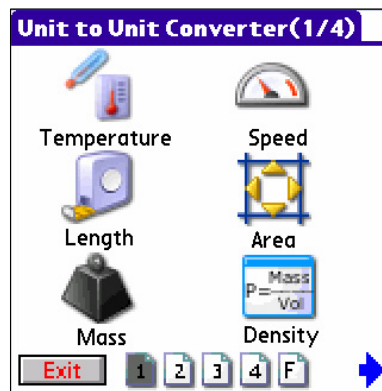 Unit to Unit Converter(1/4)
Temperature Speed
Length Area
P=Mass/Vol
Mass Density
Exit 1 2 3 4 F